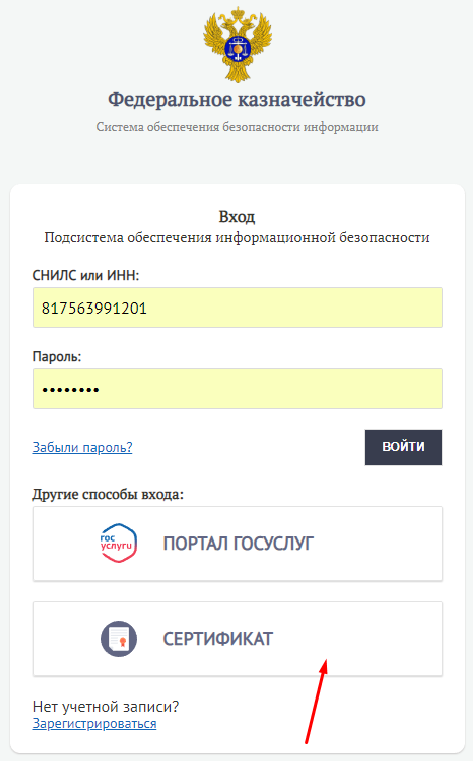 Федеральное казначейство
Система обеспечения безопасности информации
Вход
Подсистема обеспечения информационной безопасности
СНИЛС или ИНН:
817563991201
Пароль:
••••••••
Забыли пароль?
ВОЙТИ
Другие способы входа:
гос
услуги
ПОРТАЛ ГОСУСЛУГ
СЕРТИФИКАТ
Нет учетной записи?
Зарегистрироваться